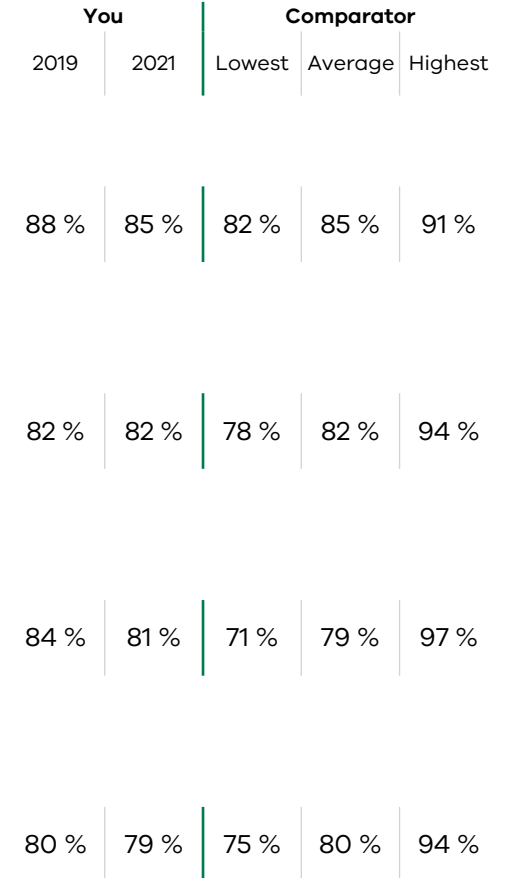 You Comparator
2019 2021 Lowest Average Highest
88 % 85 % 82 % 85 % 91 %
82 % 82 % 78 % 82 % 94 %
84 % 81 % 71 % 79 % 97 %
80 % 79 % 75 % 80 % 94 %